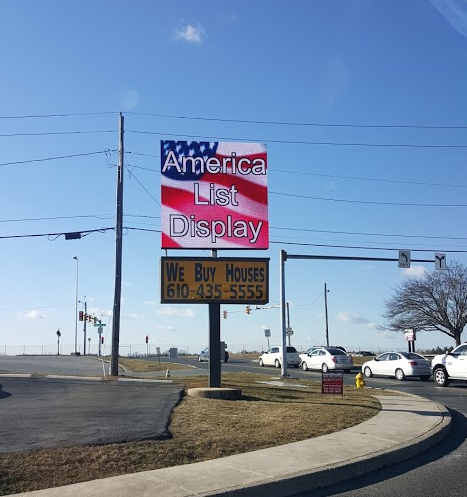 America
List
Display
WE BUY HOUSES
610-435-5555